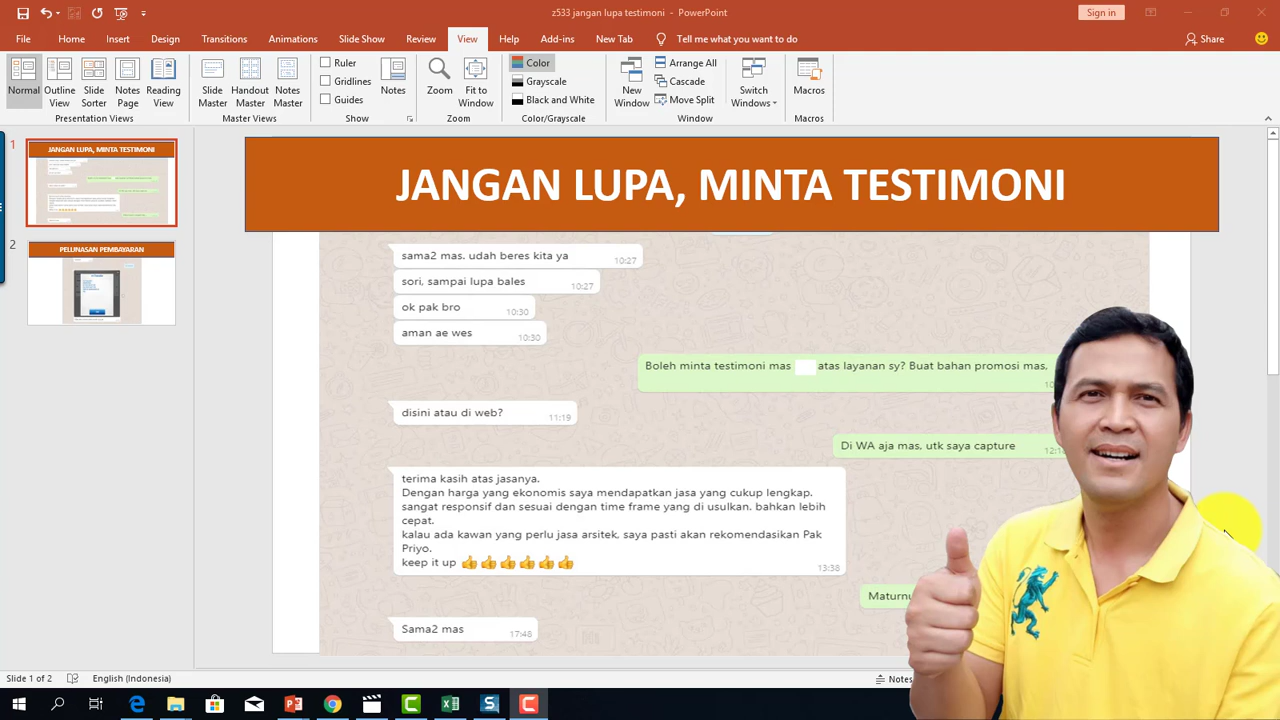 z533 jangan lupa testimoni - PowerPoint
Sign in
File Home Insert Design Transitions Animations Slide Show Review View Help Add-ins New Tab Tell me what you want to do Share
Normal
Outline View
Slide Sorter
Notes Page
Reading View
Presentation Views
Slide Master
Handout Master
Notes Master
Master Views
Ruler
Gridlines
Guides
Notes
Show
Zoom
Fit to Window
Zoom
Color
Grayscale
Black and White
Color/Grayscale
New Window
Arrange All
Cascade
Move Split
Switch Windows
Window
Macros
Macros
1
JANGAN LUPA, MINTA TESTIMONI
2
PELUNASAN PEMBAYARAN
JANGAN LUPA, MINTA TESTIMONI
sama2 mas. udah beres kita ya 10:27
sori, sampai lupa bales 10:27
ok pak bro 10:30
aman ae wes 10:30
Boleh minta testimoni mas atas layanan sy? Buat bahan promosi mas,
disini atau di web? 11:19
Di WA aja mas, utk saya capture
terima kasih atas jasanya.
Dengan harga yang ekonomis saya mendapatkan jasa yang cukup lengkap.
sangat responsif dan sesuai dengan time frame yang di usulkan. bahkan lebih
cepat.
kalau ada kawan yang perlu jasa arsitek, saya pasti akan rekomendasikan Pak
Priyo.
keep it up 👍👍👍👍👍👍 13:38
Sama2 mas 17:48
Slide 1 of 2 English (Indonesia) Notes